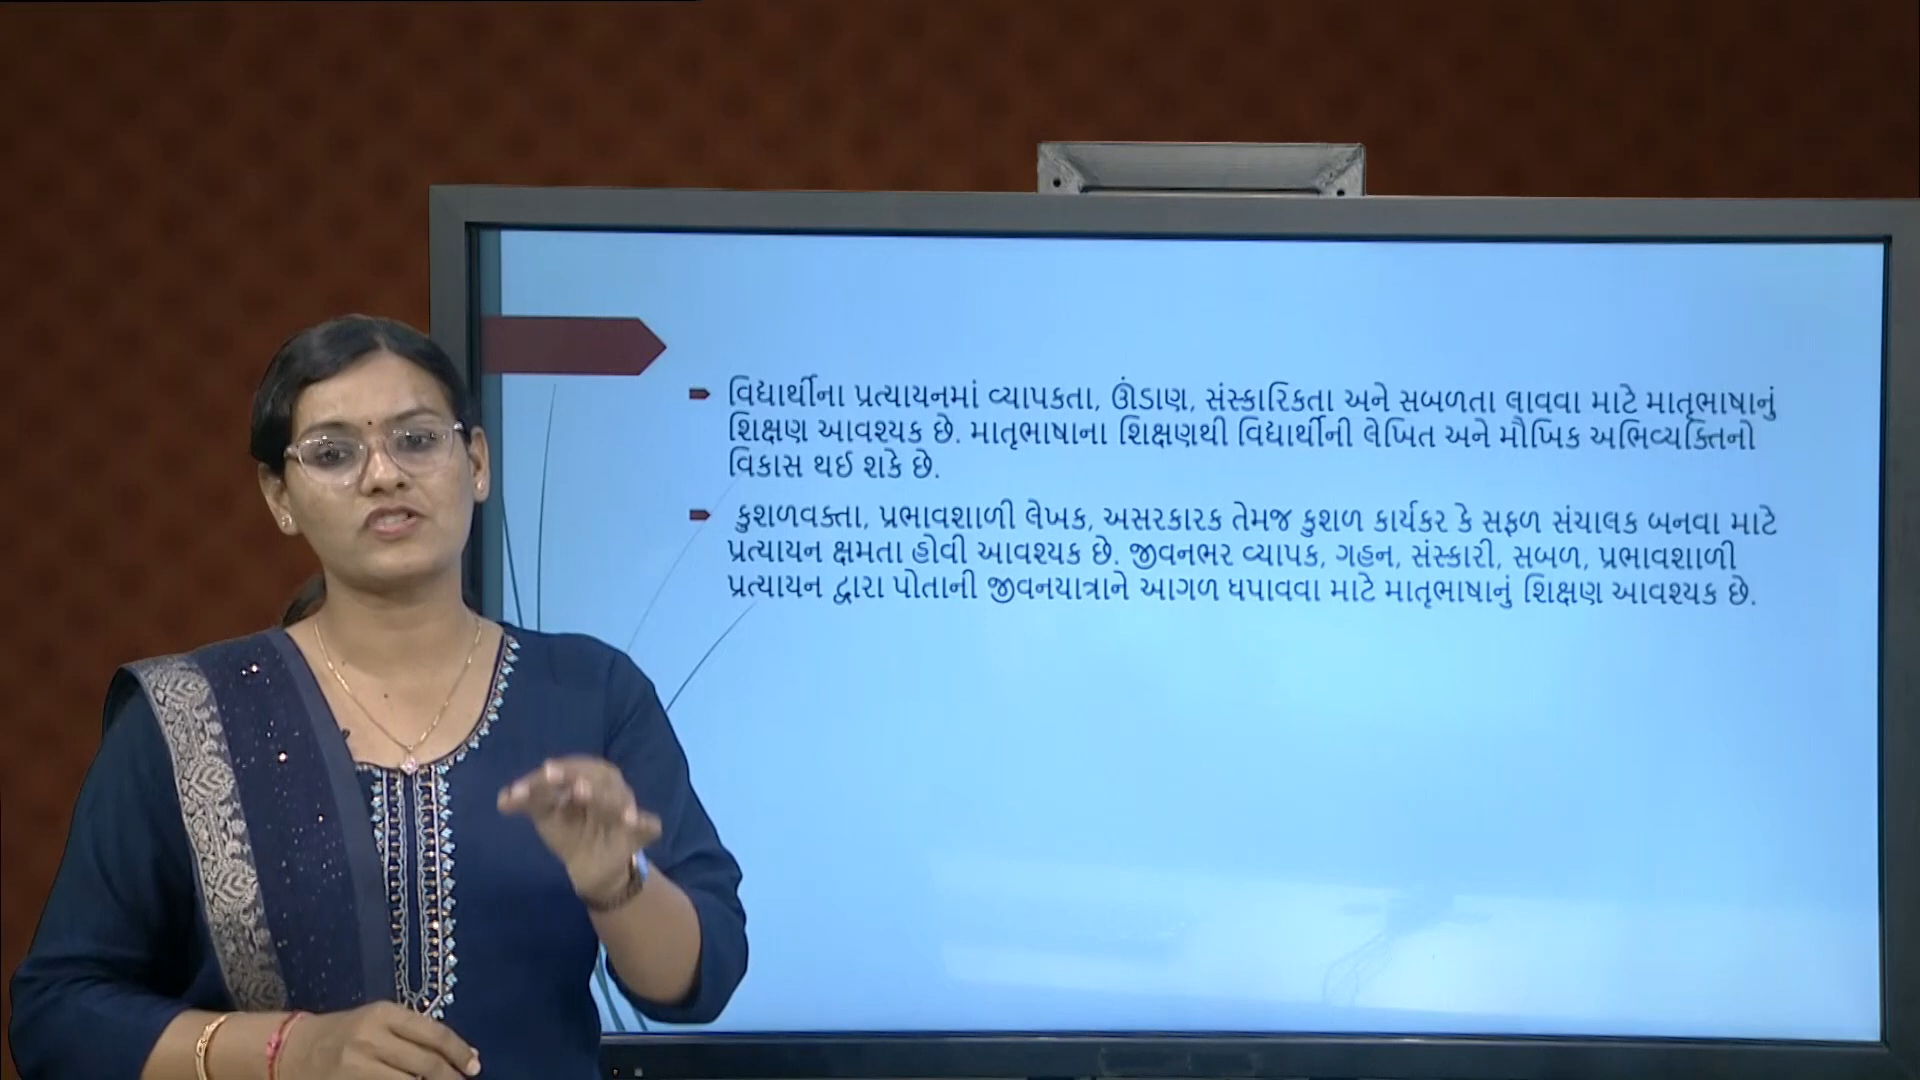 વિદ્યાર્થીના પ્રત્યાયનમાં વ્યાપકતા, ઊંડાણ, સંસ્કારિકતા અને સબળતા લાવવા માટે માતૃભાષાનું
શિક્ષણ આવશ્યક છે. માતૃભાષાના શિક્ષણથી વિદ્યાર્થીની લેખિત અને મૌખિક અભિવ્યક્તિનો
વિકાસ થઈ શકે છે.
કુશળવક્તા, પ્રભાવશાળી લેખક, અસરકારક તેમજ કુશળ કાર્યકર કે સફળ સંચાલક બનવા માટે
પ્રત્યાયન ક્ષમતા હોવી આવશ્યક છે. જીવનભર વ્યાપક, ગહન, સંસ્કારી, સબળ, પ્રભાવશાળી
પ્રત્યાયન દ્વારા પોતાની જીવનયાત્રાને આગળ ધપાવવા માટે માતૃભાષાનું શિક્ષણ આવશ્યક છે.